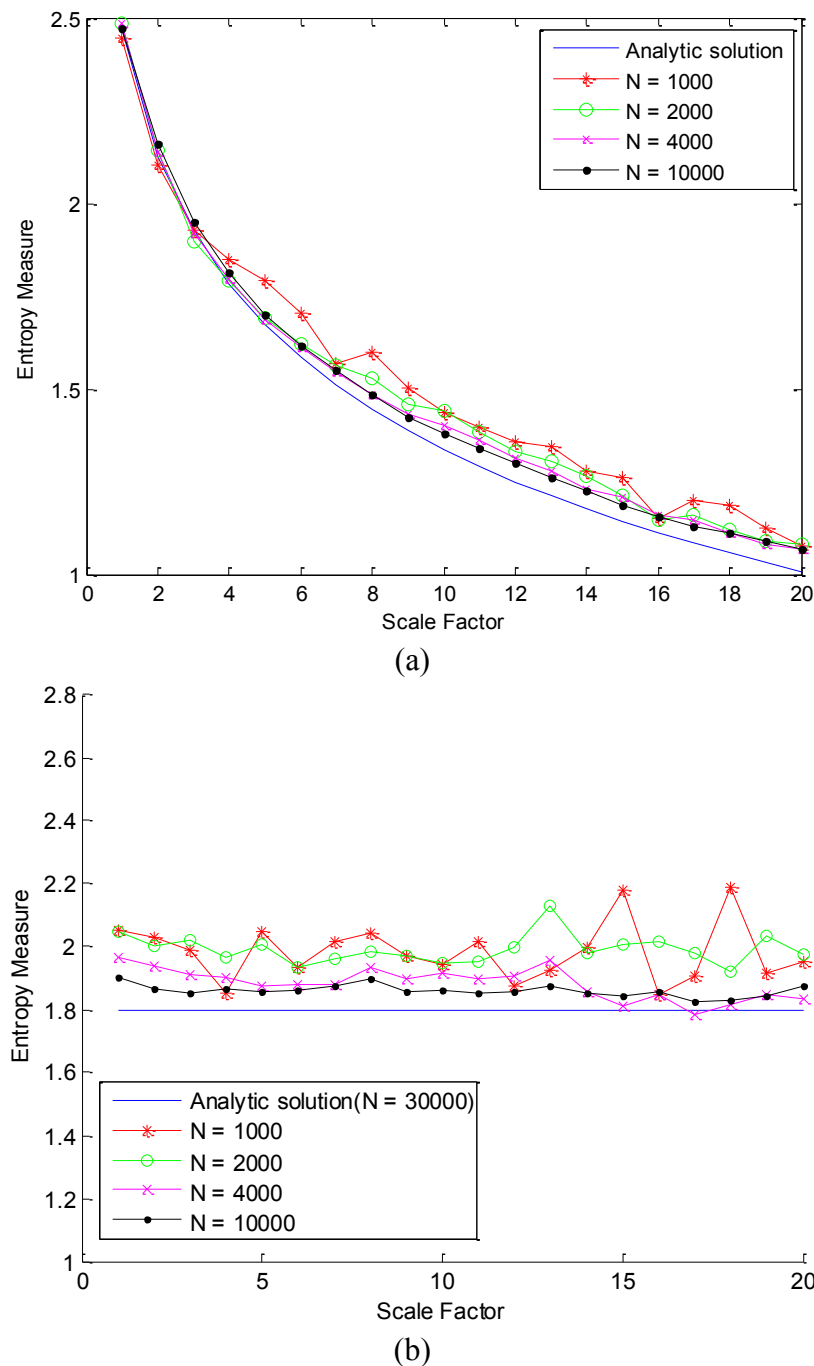 2.5
2
1.5
1
Entropy Measure
0 2 4 6 8 10 12 14 16 18 20
Scale Factor
Analytic solution
N = 1000
N = 2000
N = 4000
N = 10000
(a)
2.8
2.6
2.4
2.2
2
1.8
1.6
1.4
1.2
1
Entropy Measure
Analytic solution(N = 30000)
N = 1000
N = 2000
N = 4000
N = 10000
0 5 10 15 20
Scale Factor
(b)